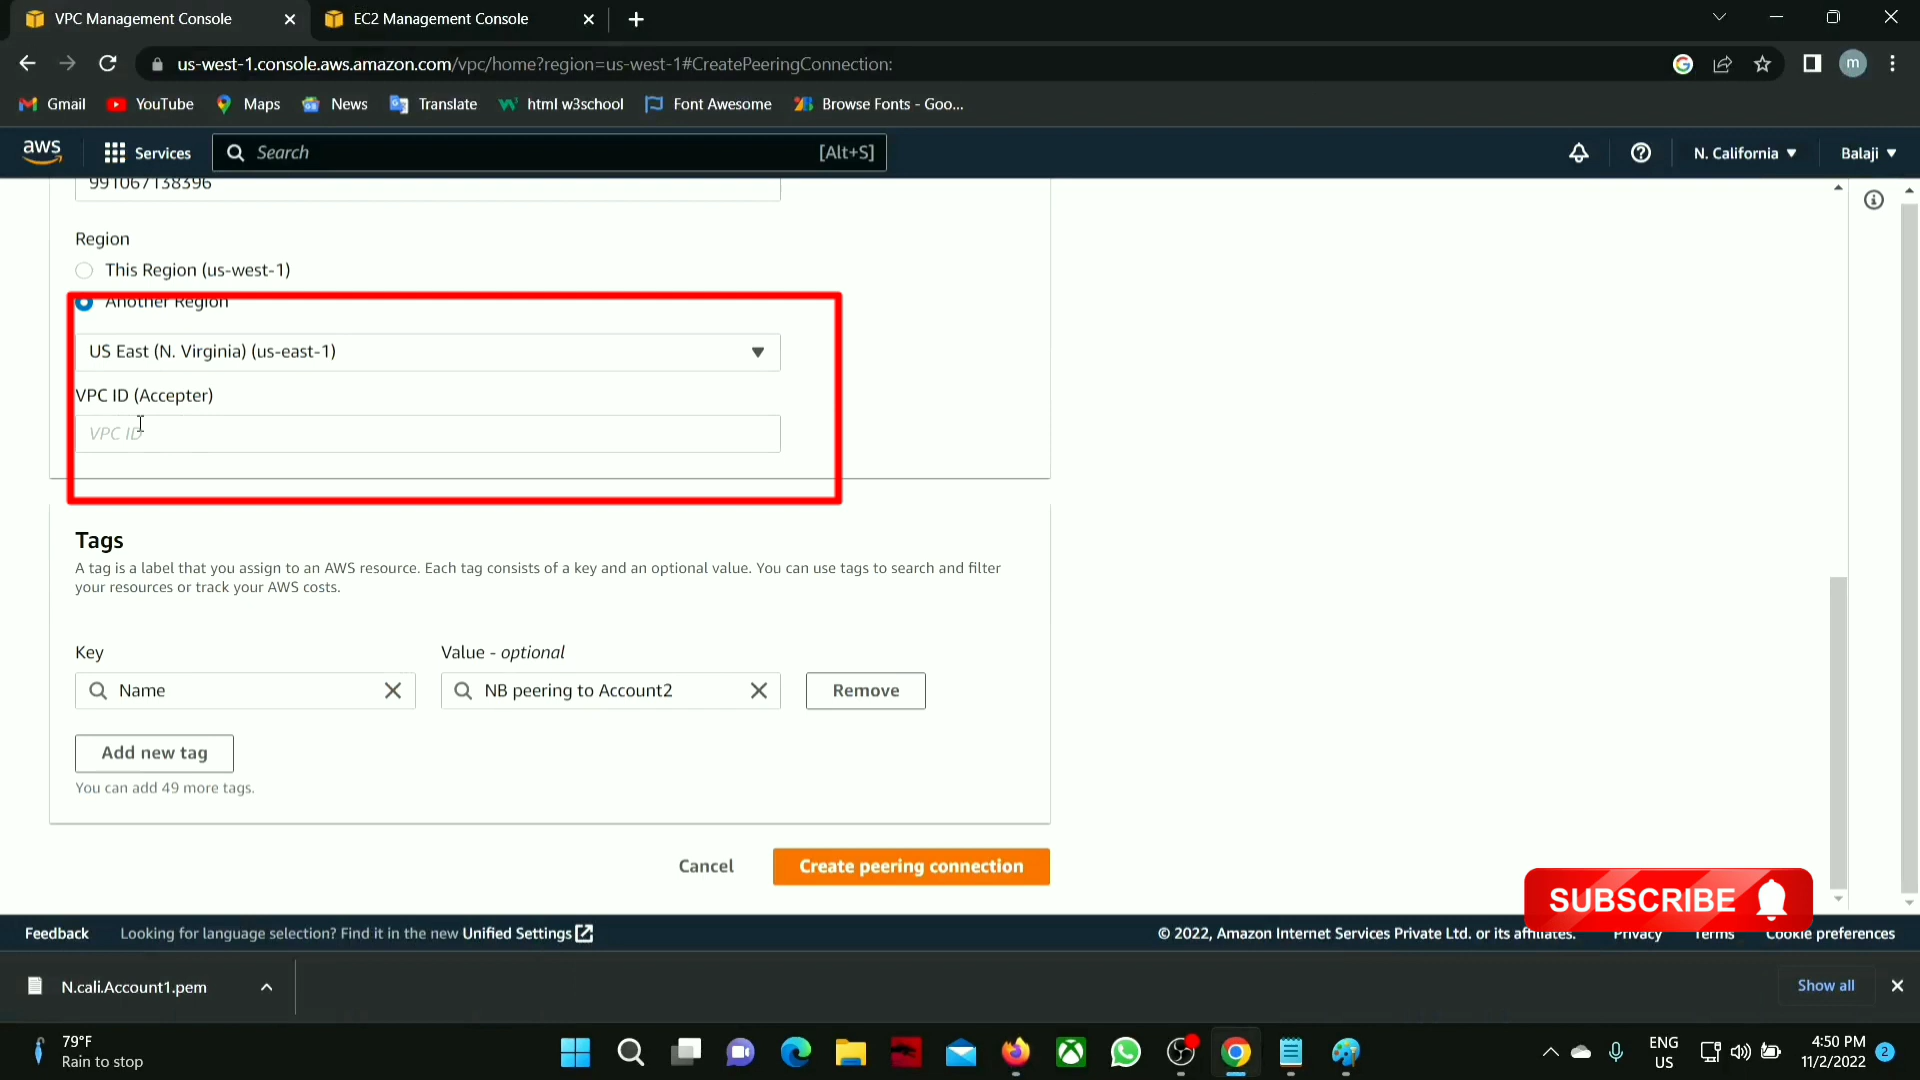 VPC Management Console
EC2 Management Console
us-west-1.console.aws.amazon.com/vpc/home?region=us-west-1#CreatePeeringConnection:
m
Gmail
YouTube
Maps
News
Translate
html w3school
Font Awesome
Browse Fonts - Goo...
aws
Services
Search
[Alt+S]
N. California
Balaji
991067138396
Region
This Region (us-west-1)
Another Region
US East (N. Virginia) (us-east-1)
VPC ID (Accepter)
VPC ID
Tags
A tag is a label that you assign to an AWS resource. Each tag consists of a key and an optional value. You can use tags to search and filter
your resources or track your AWS costs.
Key
Value - optional
Name
NB peering to Account2
Remove
Add new tag
You can add 49 more tags.
Cancel
Create peering connection
SUBSCRIBE
Feedback
Looking for language selection? Find it in the new Unified Settings
© 2022, Amazon Internet Services Private Ltd. or its affiliates.
Privacy
Terms
Cookie preferences
N.cali.Account1.pem
Show all
79°F
Rain to stop
ENG
US
4:50 PM
11/2/2022
2